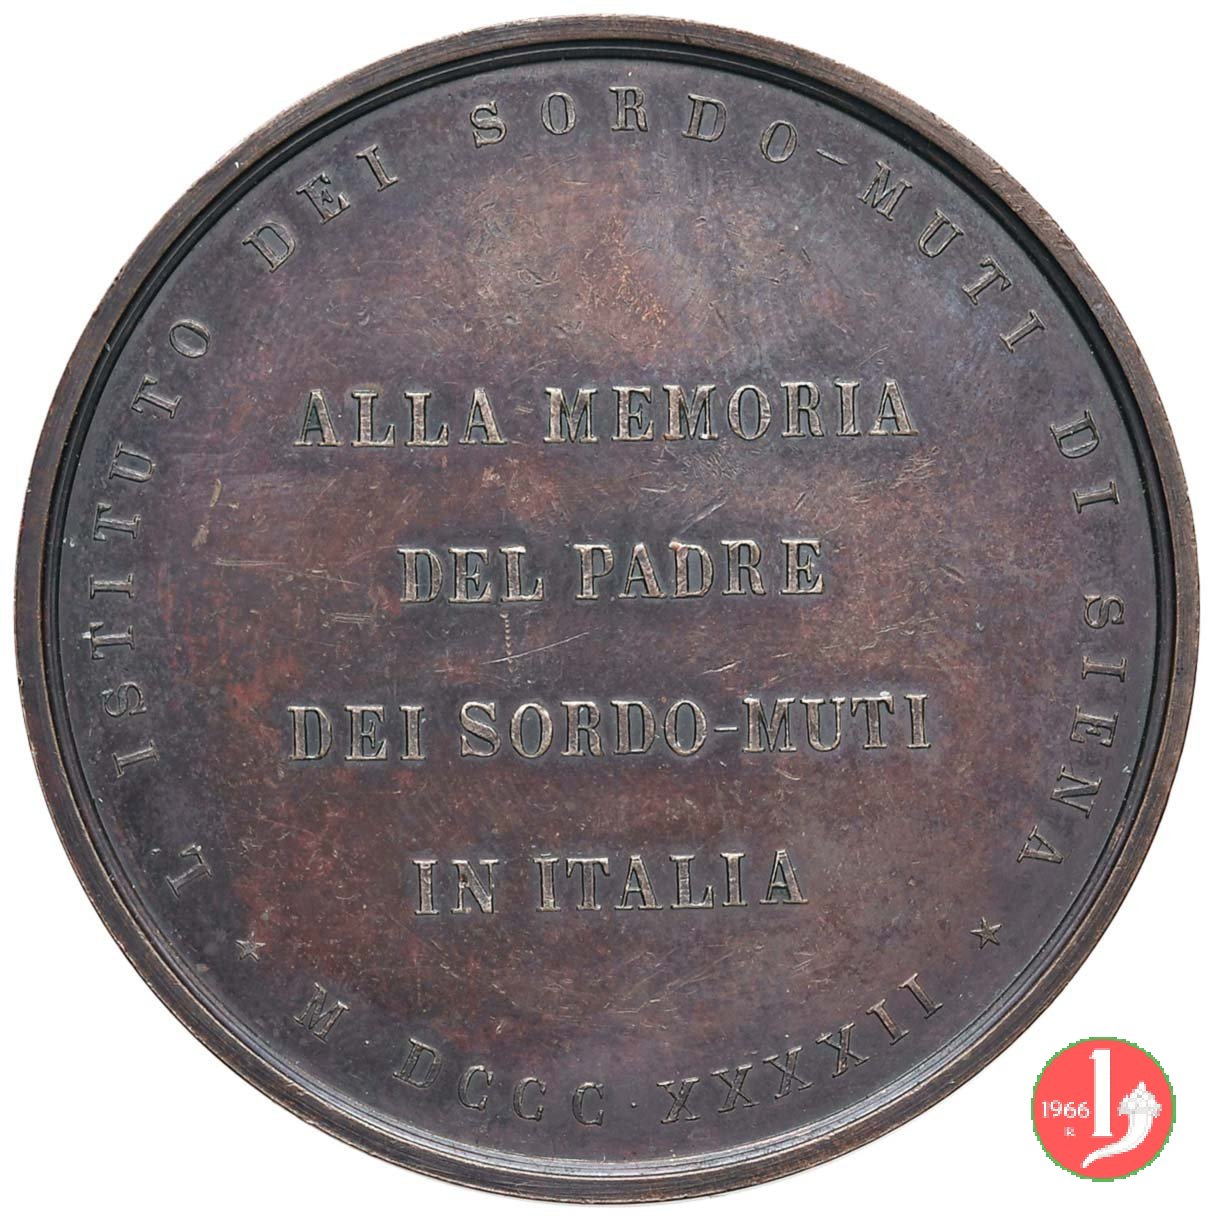 L ISTITUTO DEI SORDO-MUTI DI SIENA
ALLA MEMORIA
DEL PADRE
DEI SORDO-MUTI
IN ITALIA
M DCCC · XXXXII
1966
R